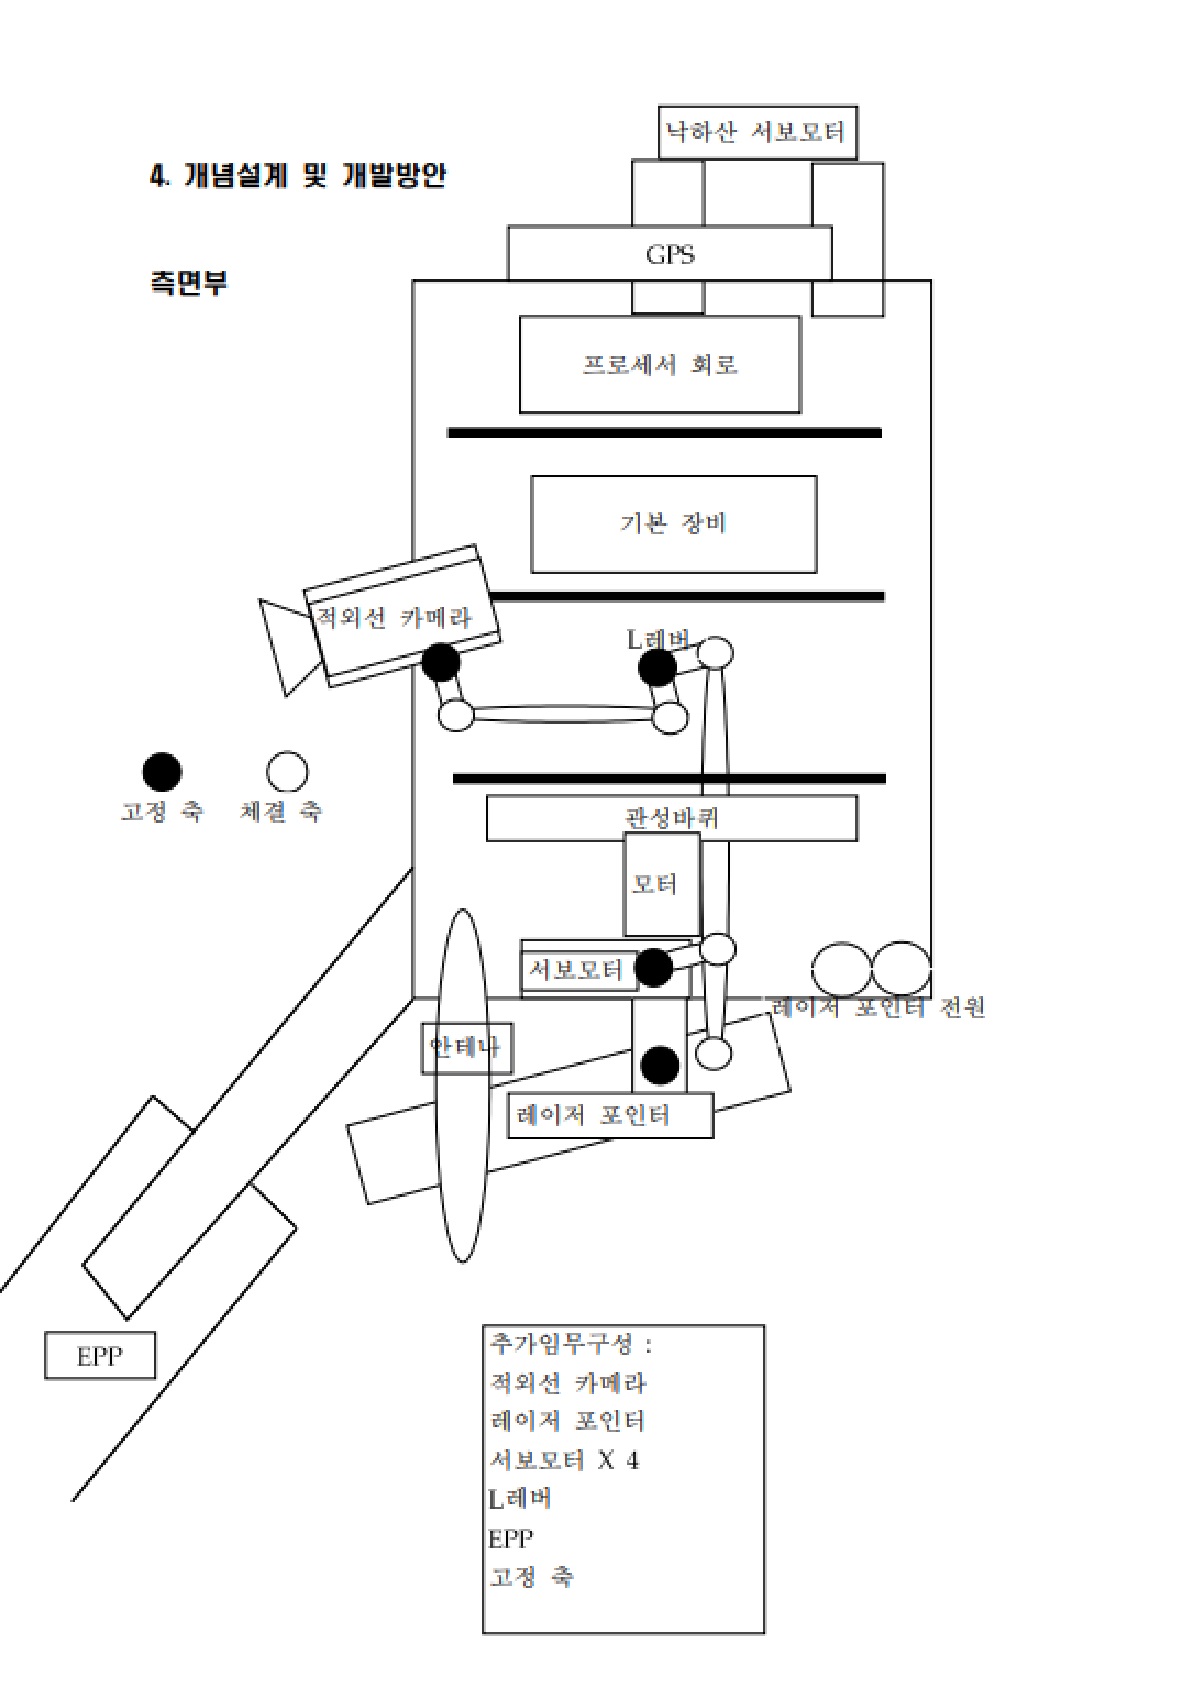 낙하산 서보모터
4. 개념설계 및 개발방안
GPS
측면부
프로세서 회로
기본 장비
적외선 카메라
L레버
고정 축
체결 축
관성바퀴
모터
서보모터
레이저 포인터 전원
안테나
레이저 포인터
EPP
추가임무구성 :
적외선 카메라
레이저 포인터
서보모터 X 4
L레버
EPP
고정 축